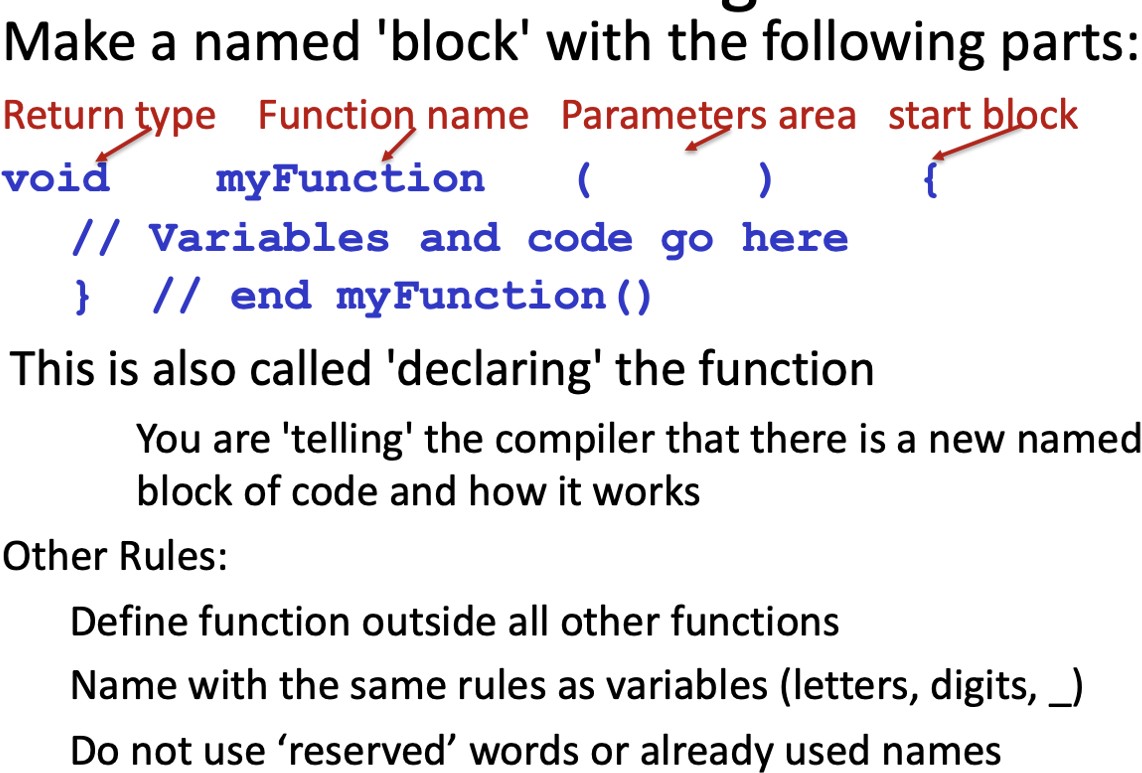 Make a named 'block' with the following parts:
Return type Function name Parameters area start block
void myFunction ( ) {
// Variables and code go here
} // end myFunction()
This is also called 'declaring' the function
You are 'telling' the compiler that there is a new named
block of code and how it works
Other Rules:
Define function outside all other functions
Name with the same rules as variables (letters, digits, _)
Do not use ‘reserved’ words or already used names